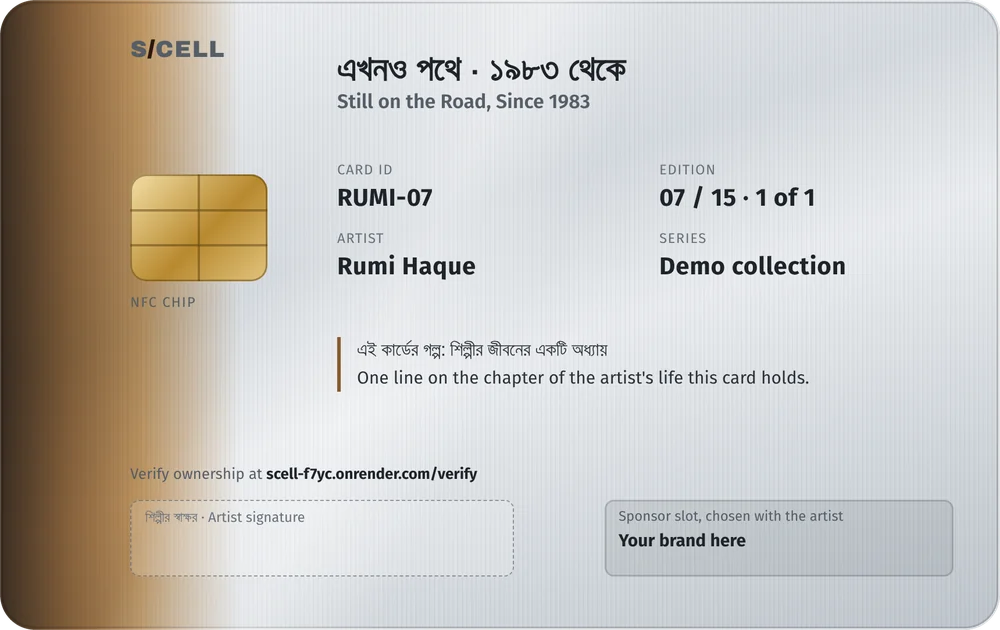 S/CELL
এখনও পথে · ১৯৮৩ থেকে
Still on the Road, Since 1983
CARD ID
RUMI-07
EDITION
07 / 15 · 1 of 1
ARTIST
Rumi Haque
SERIES
Demo collection
NFC CHIP
এই কার্ডের গল্প: শিল্পীর জীবনের একটি অধ্যায়
One line on the chapter of the artist's life this card holds.
Verify ownership at scell-f7yc.onrender.com/verify
শিল্পীর স্বাক্ষর · Artist signature
Sponsor slot, chosen with the artist
Your brand here